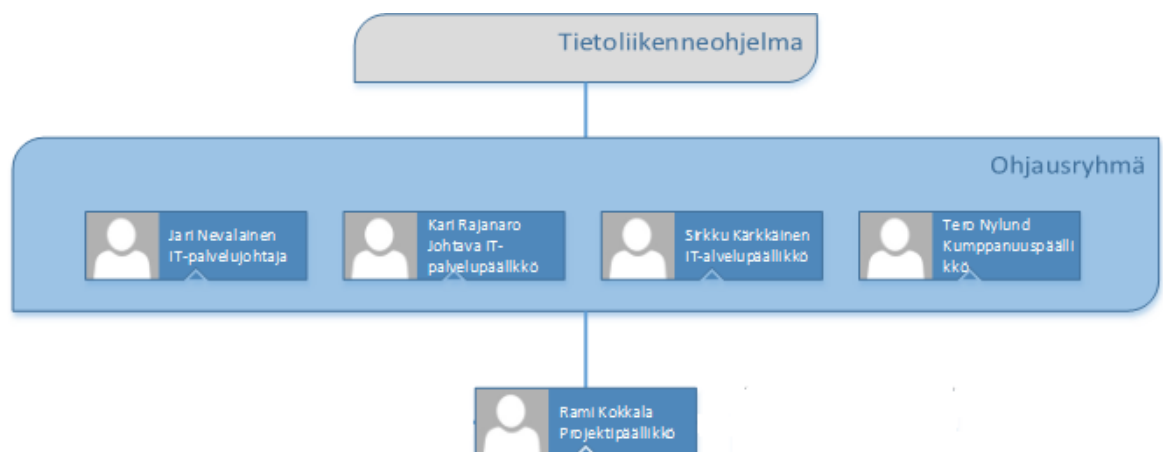 Tietoliikenneohjelma
Ohjausryhmä
Jari Nevalainen
IT-palvelujohtaja
Kari Rajanaro
Johtava IT-
palvelupäällkkö
Sirkku Kärkkäinen
IT-alvelupäällikkö
Tero Nylund
Kumppanuuspäälli
kkö
Rami Kokkala
Projektipäällikkö